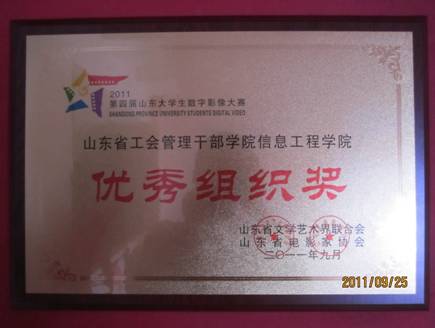 2011
第四届山东大学生数字影像大赛
SHANDONG PROVINCE UNIVERSITY STUDENTS DIGITAL VIDEO
山东省工会管理干部学院信息工程学院
优秀组织奖
山东省文学艺术界联合会
山东省电影家协会
二〇一一年九月
2011/09/25